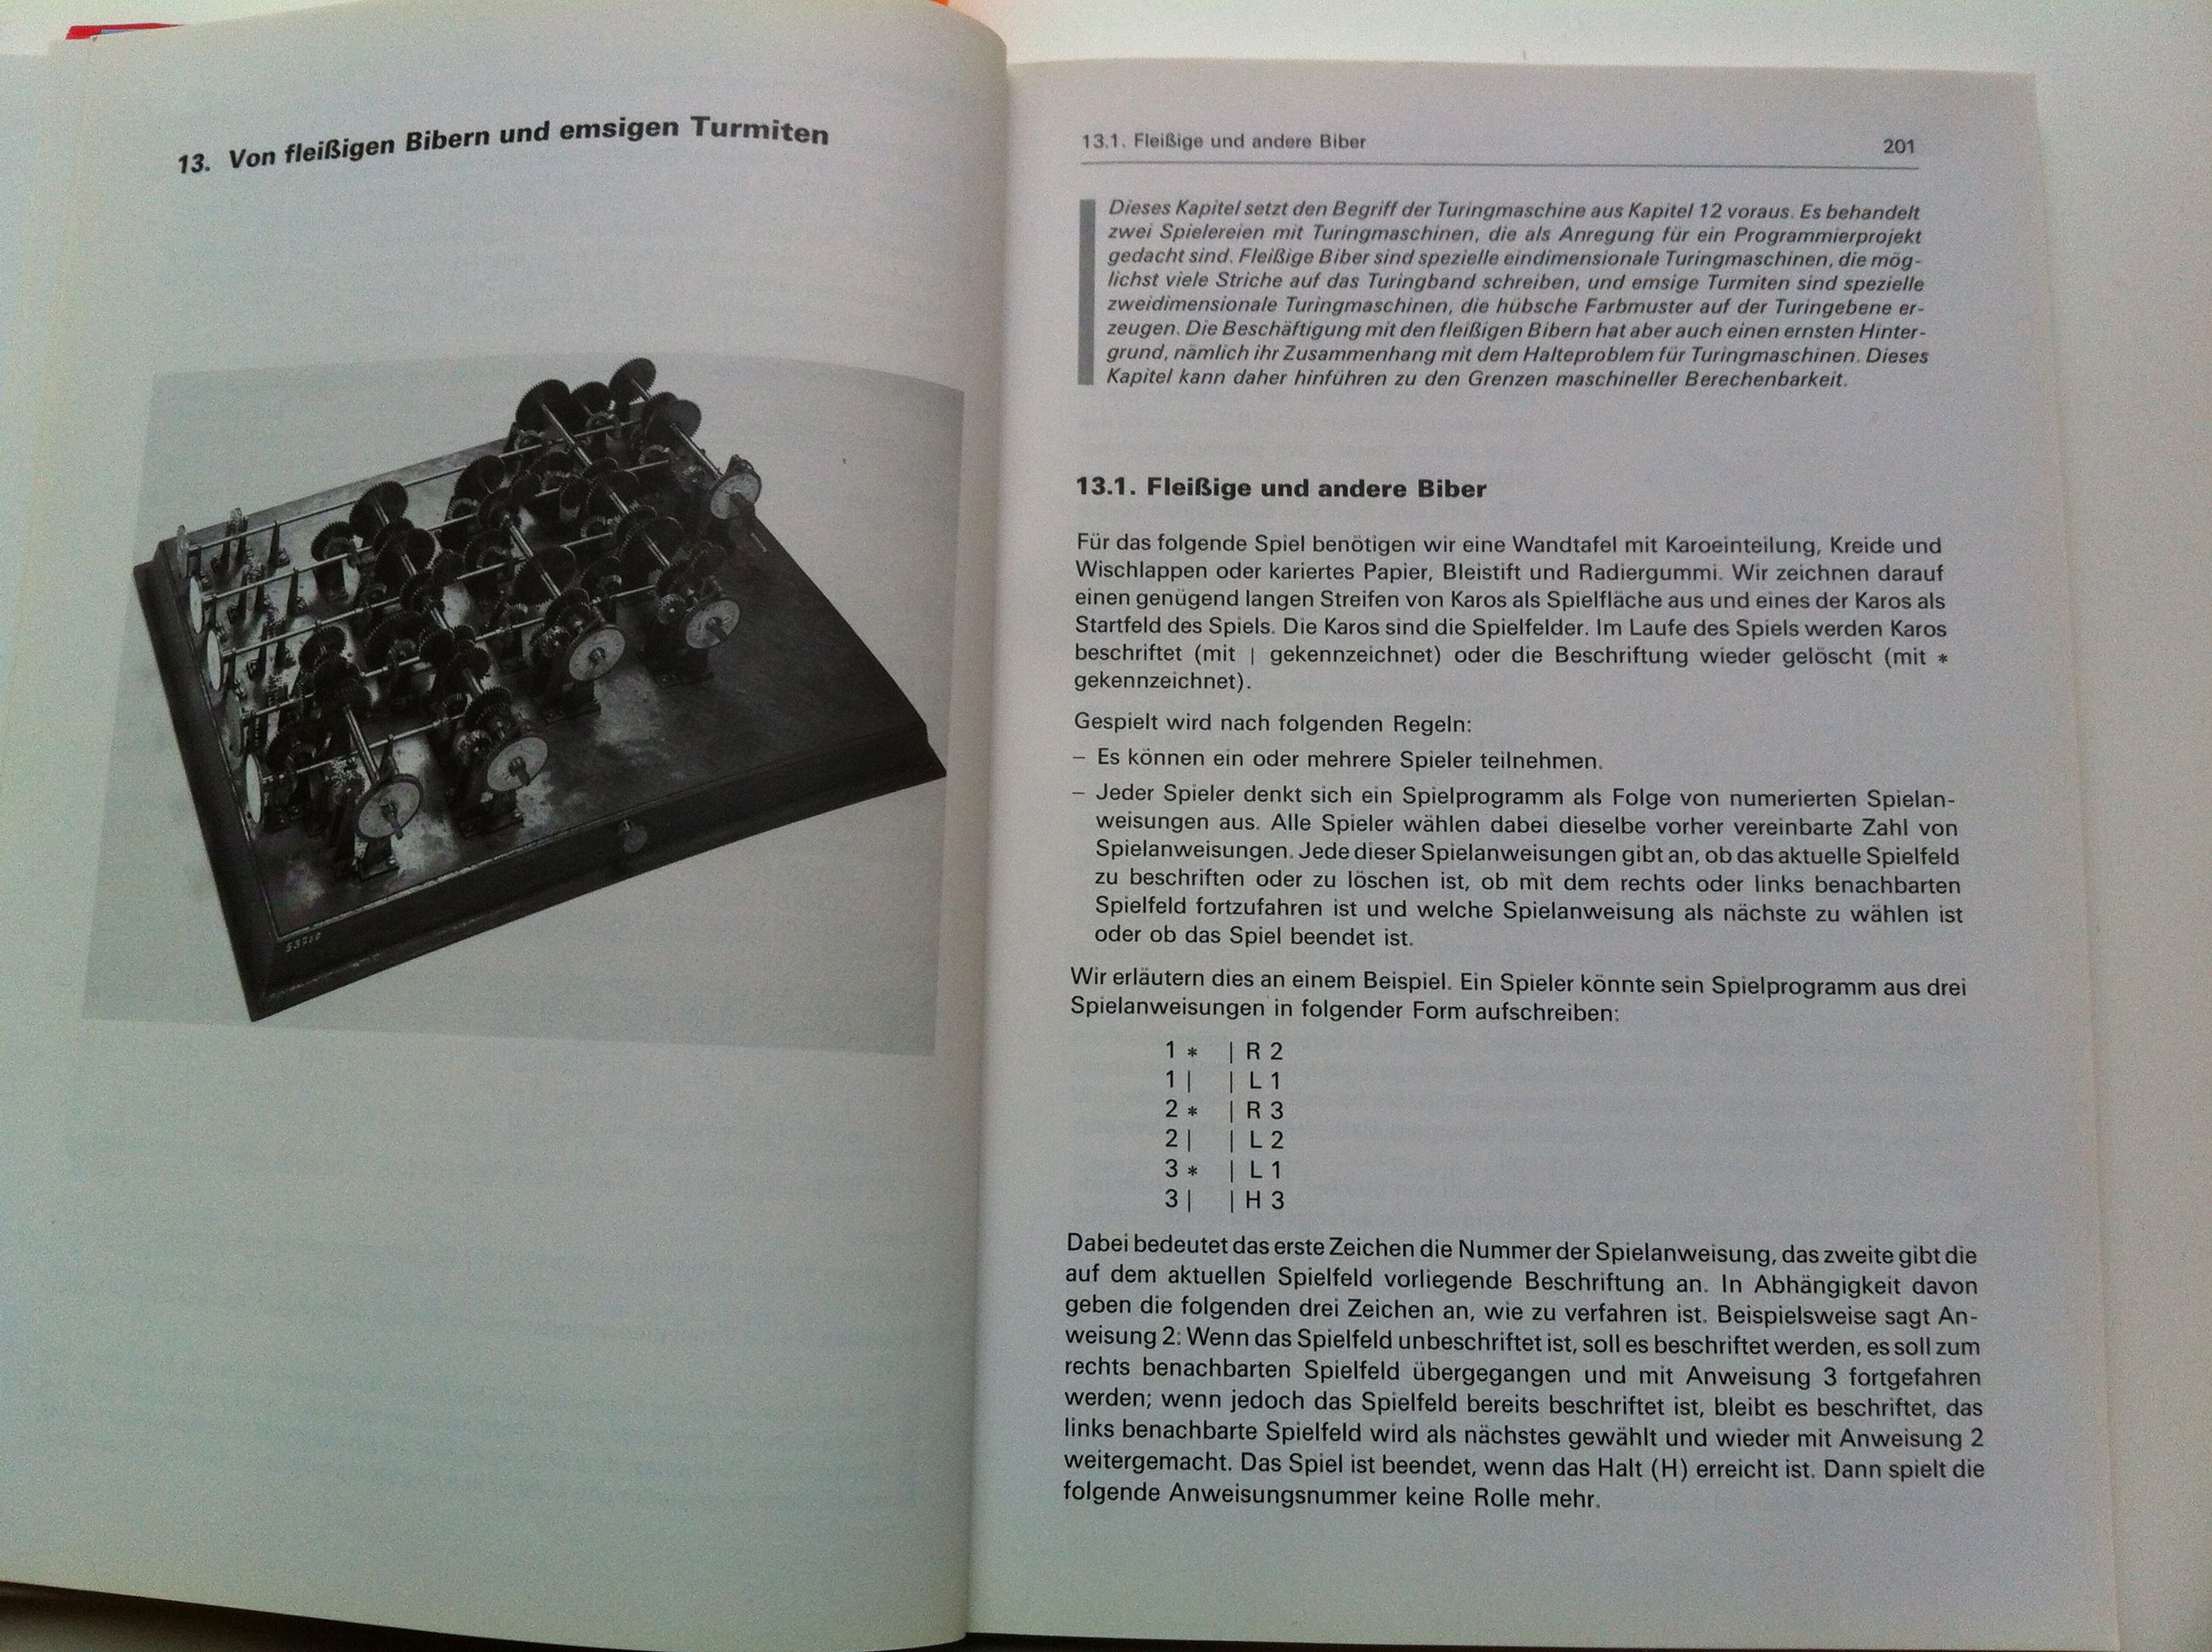 13. Von fleißigen Bibern und emsigen Turmiten
53760
13.1. Fleißige und andere Biber 201
Dieses Kapitel setzt den Begriff der Turingmaschine aus Kapitel 12 voraus. Es behandelt
zwei Spielereien mit Turingmaschinen, die als Anregung für ein Programmierprojekt
gedacht sind. Fleißige Biber sind spezielle eindimensionale Turingmaschinen, die mög-
lichst viele Striche auf das Turingband schreiben, und emsige Turmiten sind spezielle
zweidimensionale Turingmaschinen, die hübsche Farbmuster auf der Turingebene er-
zeugen. Die Beschäftigung mit den fleißigen Bibern hat aber auch einen ernsten Hinter-
grund, nämlich ihr Zusammenhang mit dem Halteproblem für Turingmaschinen. Dieses
Kapitel kann daher hinführen zu den Grenzen maschineller Berechenbarkeit.
13.1. Fleißige und andere Biber
Für das folgende Spiel benötigen wir eine Wandtafel mit Karoeinteilung, Kreide und
Wischlappen oder kariertes Papier, Bleistift und Radiergummi. Wir zeichnen darauf
einen genügend langen Streifen von Karos als Spielfläche aus und eines der Karos als
Startfeld des Spiels. Die Karos sind die Spielfelder. Im Laufe des Spiels werden Karos
beschriftet (mit | gekennzeichnet) oder die Beschriftung wieder gelöscht (mit *
gekennzeichnet).
Gespielt wird nach folgenden Regeln:
– Es können ein oder mehrere Spieler teilnehmen.
– Jeder Spieler denkt sich ein Spielprogramm als Folge von numerierten Spielan-
weisungen aus. Alle Spieler wählen dabei dieselbe vorher vereinbarte Zahl von
Spielanweisungen. Jede dieser Spielanweisungen gibt an, ob das aktuelle Spielfeld
zu beschriften oder zu löschen ist, ob mit dem rechts oder links benachbarten
Spielfeld fortzufahren ist und welche Spielanweisung als nächste zu wählen ist
oder ob das Spiel beendet ist.
Wir erläutern dies an einem Beispiel. Ein Spieler könnte sein Spielprogramm aus drei
Spielanweisungen in folgender Form aufschreiben:
1 * | R 2
1 | | L 1
2 * | R 3
2 | | L 2
3 * | L 1
3 | | H 3
Dabei bedeutet das erste Zeichen die Nummer der Spielanweisung, das zweite gibt die
auf dem aktuellen Spielfeld vorliegende Beschriftung an. In Abhängigkeit davon
geben die folgenden drei Zeichen an, wie zu verfahren ist. Beispielsweise sagt An-
weisung 2: Wenn das Spielfeld unbeschriftet ist, soll es beschriftet werden, es soll zum
rechts benachbarten Spielfeld übergegangen und mit Anweisung 3 fortgefahren
werden; wenn jedoch das Spielfeld bereits beschriftet ist, bleibt es beschriftet, das
links benachbarte Spielfeld wird als nächstes gewählt und wieder mit Anweisung 2
weitergemacht. Das Spiel ist beendet, wenn das Halt (H) erreicht ist. Dann spielt die
folgende Anweisungsnummer keine Rolle mehr.